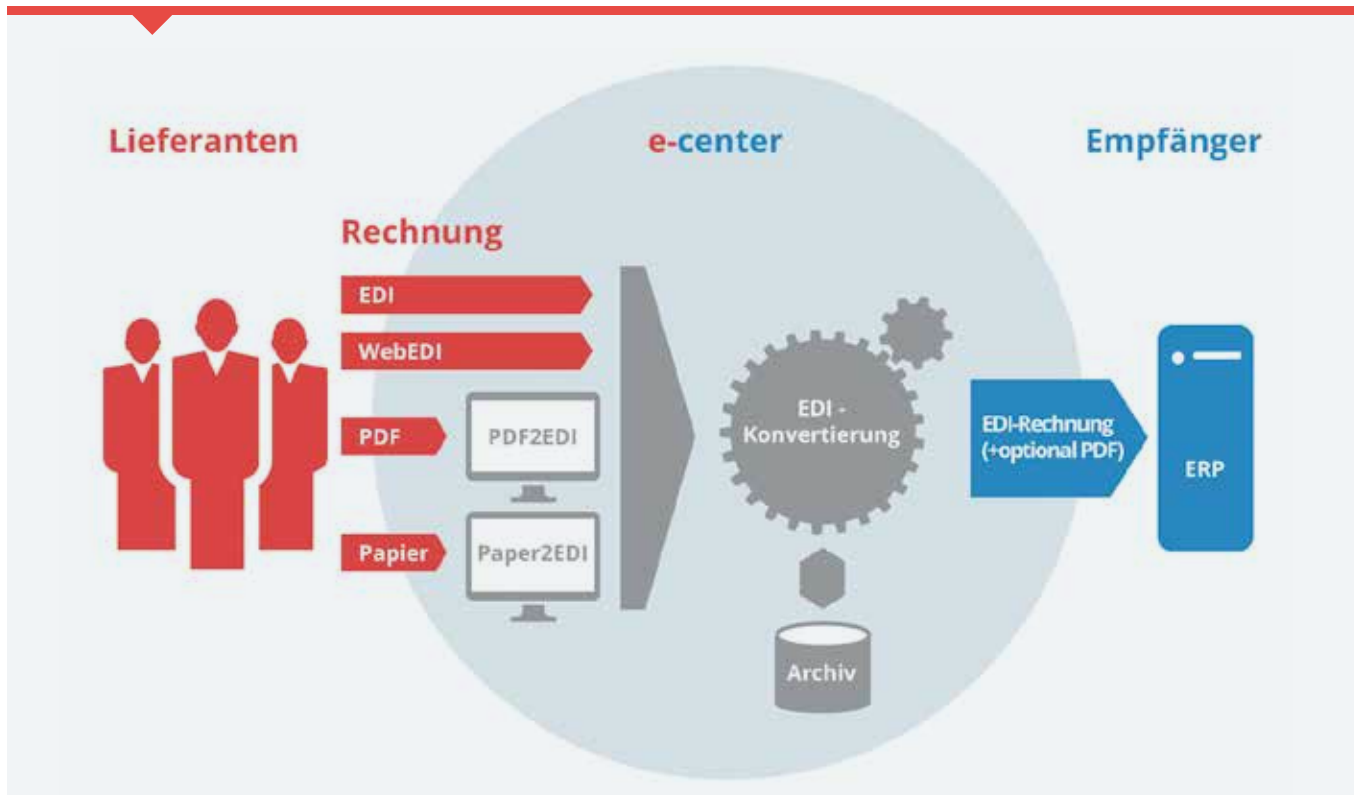 Lieferanten
e-center
Empfänger
Rechnung
EDI
WebEDI
PDF
PDF2EDI
Papier
Paper2EDI
EDI -
Konvertierung
Archiv
EDI-Rechnung
(+optional PDF)
ERP